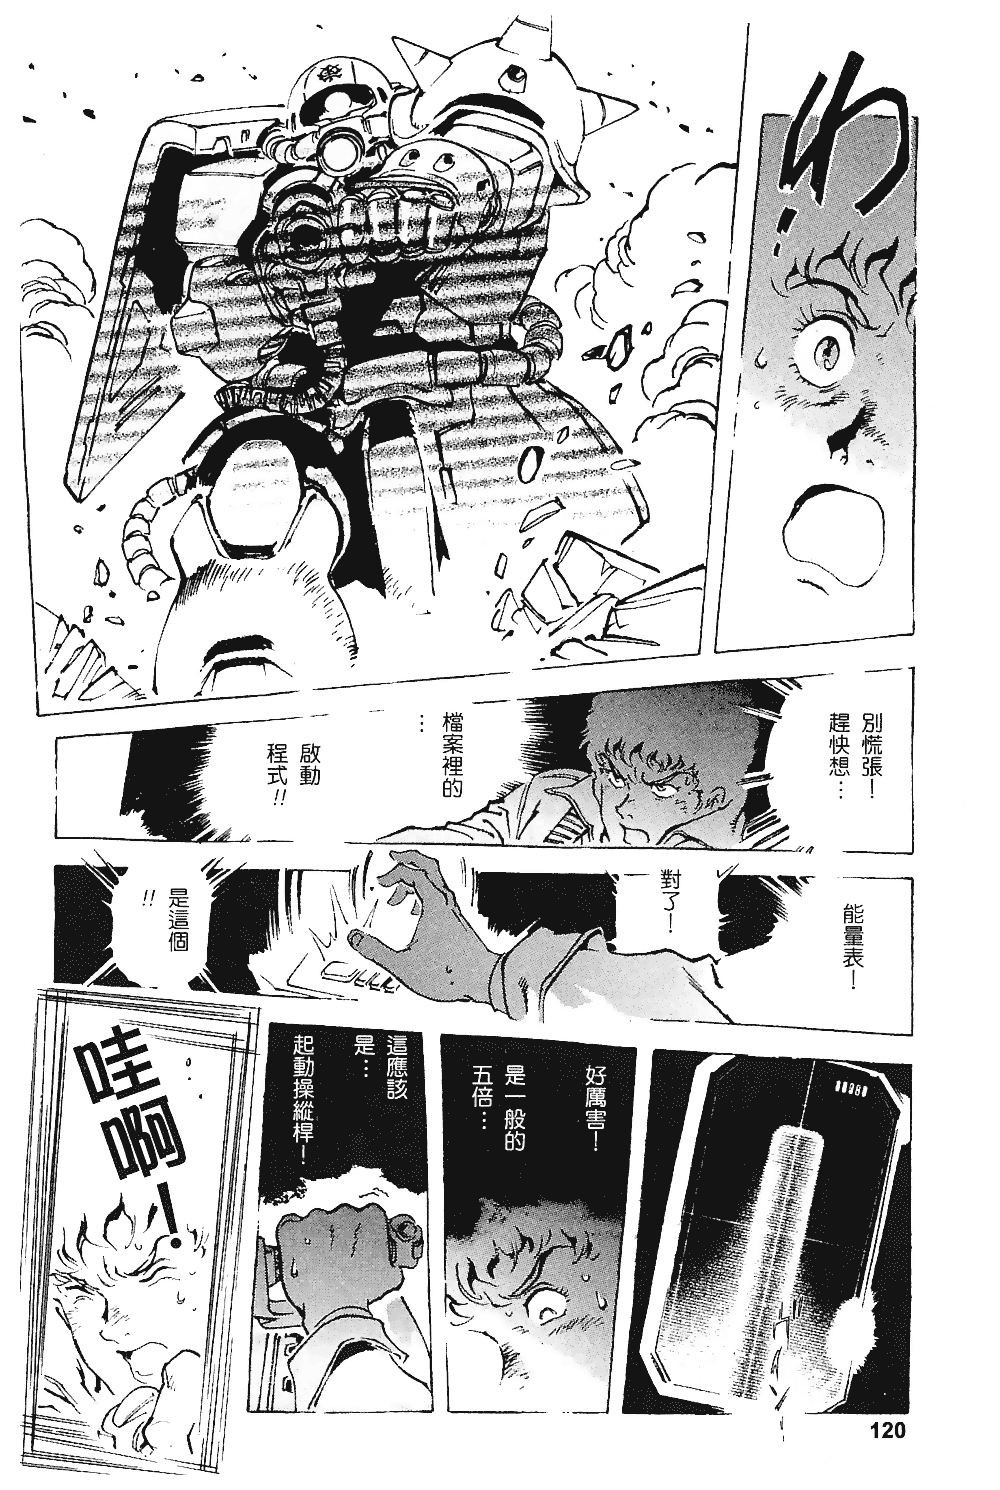 わ
別慌張！
趕快想…
檔案裡的
…
啟動
程式!!
能量表！
對了！
是這個
!!
好厲害！
是一般的
五倍…
這應該
是…
起動操縱桿！
哇啊！
120